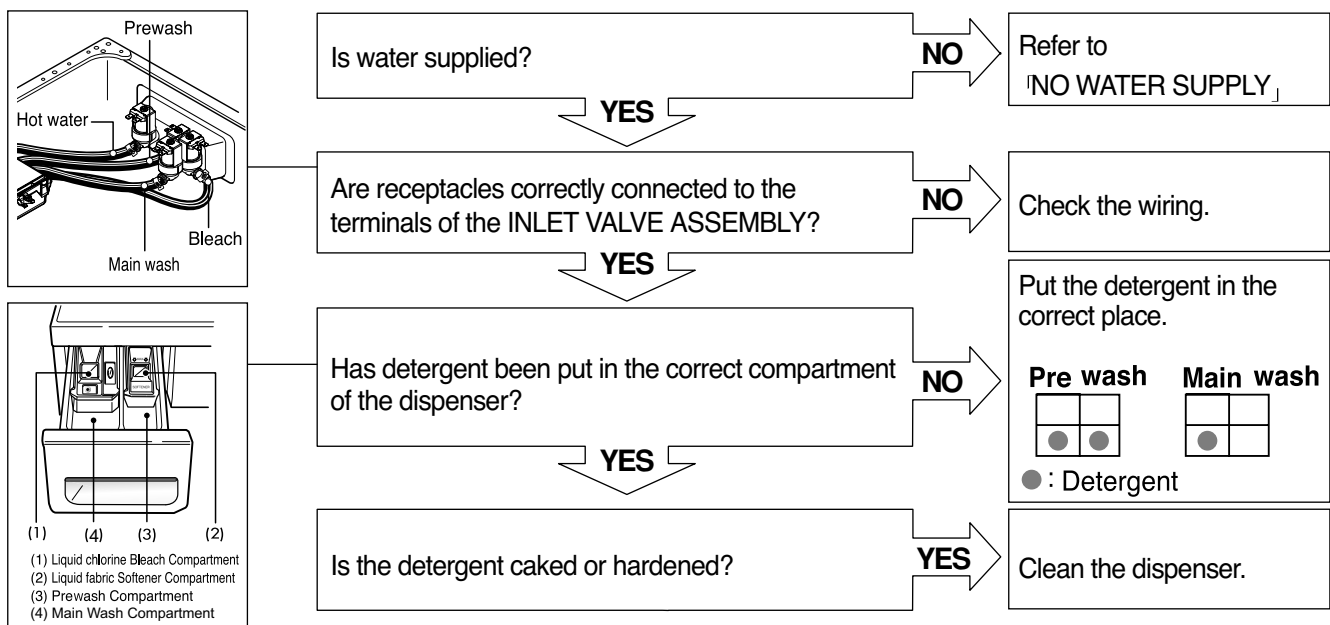 Prewash
Hot water
Bleach
Main wash
Is water supplied?
NO
Refer to
「NO WATER SUPPLY」
YES
Are receptacles correctly connected to the
terminals of the INLET VALVE ASSEMBLY?
NO
Check the wiring.
YES
(1) (4) (3) (2)
(1) Liquid chlorine Bleach Compartment
(2) Liquid fabric Softener Compartment
(3) Prewash Compartment
(4) Main Wash Compartment
SOFTENER
Has detergent been put in the correct compartment
of the dispenser?
NO
Put the detergent in the
correct place.
Pre wash Main wash
: Detergent
YES
Is the detergent caked or hardened?
YES
Clean the dispenser.